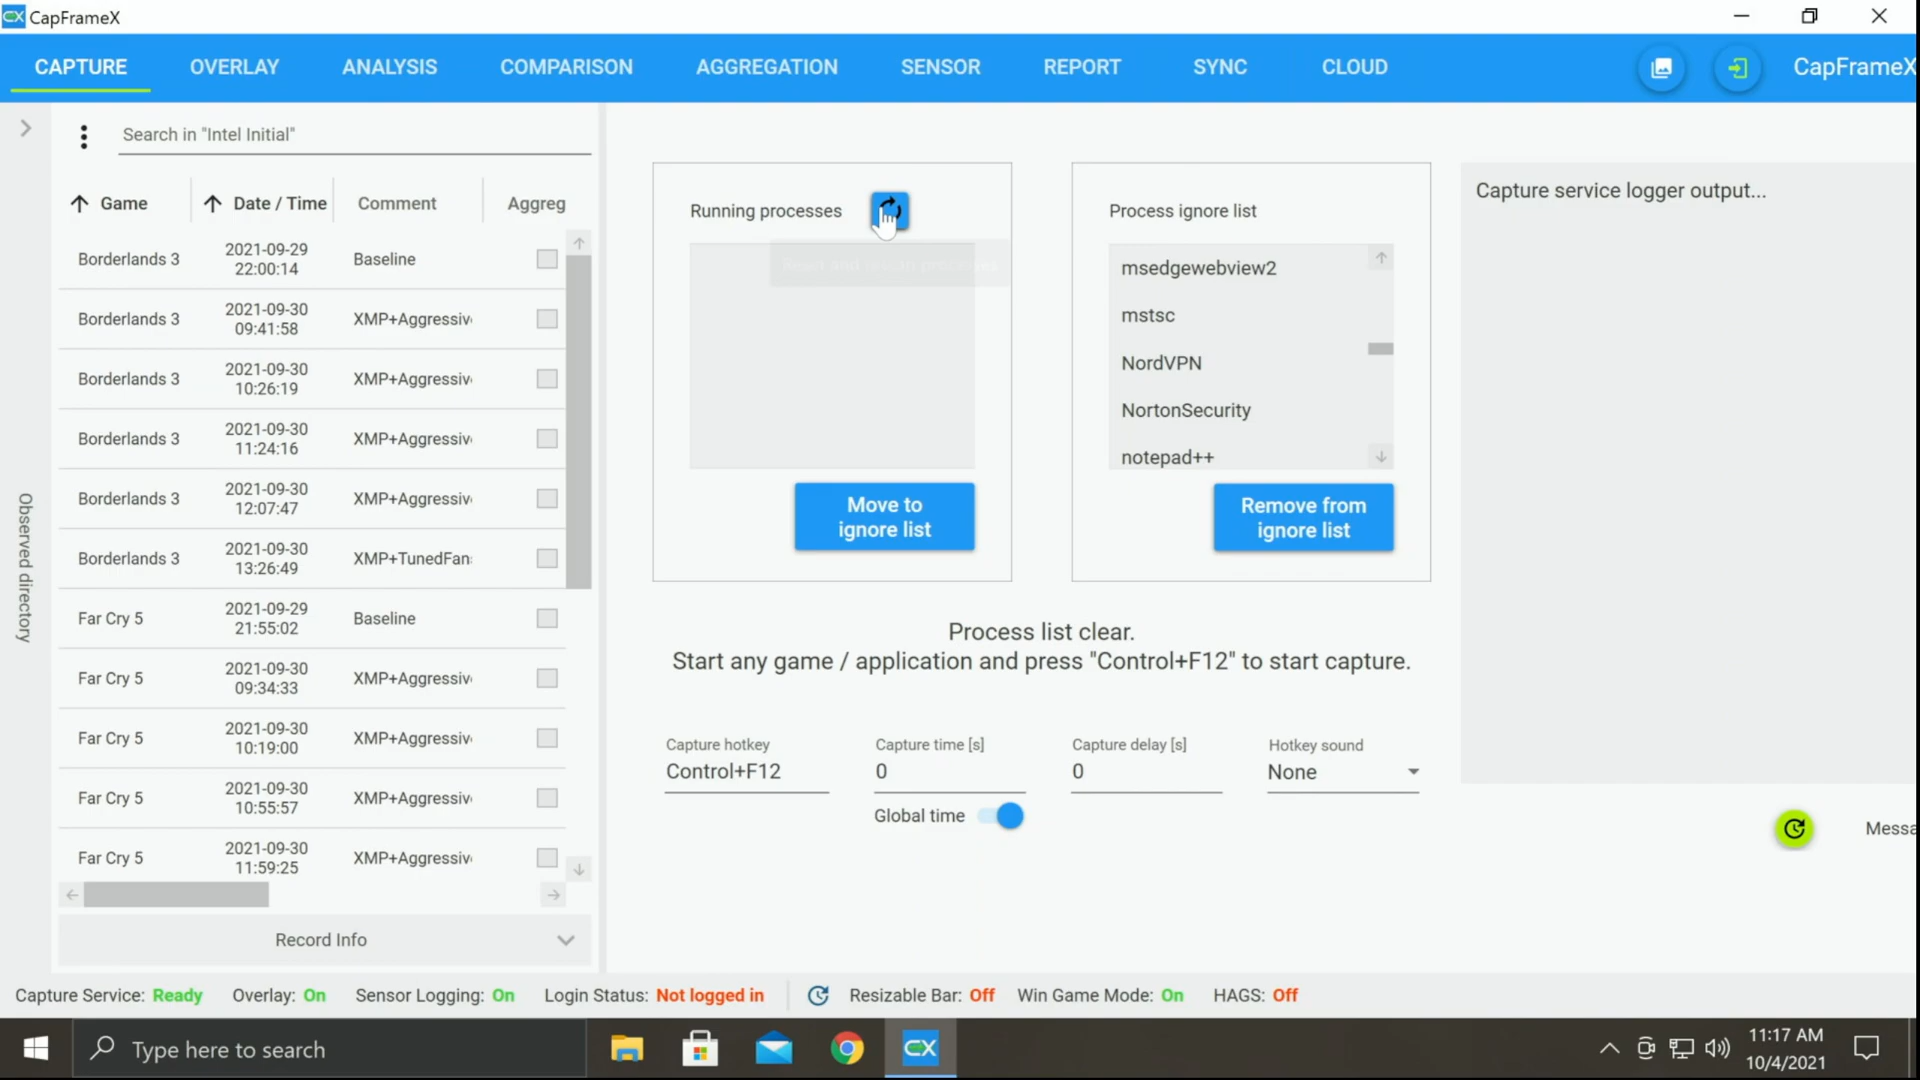 CapFrameX
CAPTURE OVERLAY ANALYSIS COMPARISON AGGREGATION SENSOR REPORT SYNC CLOUD CapFrameX
Search in "Intel Initial"
Game Date / Time Comment Aggreg
Borderlands 3 2021-09-29 22:00:14 Baseline
Borderlands 3 2021-09-30 09:41:58 XMP+Aggressiv
Borderlands 3 2021-09-30 10:26:19 XMP+Aggressiv
Borderlands 3 2021-09-30 11:24:16 XMP+Aggressiv
Borderlands 3 2021-09-30 12:07:47 XMP+Aggressiv
Borderlands 3 2021-09-30 13:26:49 XMP+TunedFan
Far Cry 5 2021-09-29 21:55:02 Baseline
Far Cry 5 2021-09-30 09:34:33 XMP+Aggressiv
Far Cry 5 2021-09-30 10:19:00 XMP+Aggressiv
Far Cry 5 2021-09-30 10:55:57 XMP+Aggressiv
Far Cry 5 2021-09-30 11:59:25 XMP+Aggressiv
Record Info
Observed directory
Running processes
Move to
ignore list
Process ignore list
msedgewebview2
mstsc
NordVPN
NortonSecurity
notepad++
Remove from
ignore list
Capture service logger output...
Process list clear.
Start any game / application and press "Control+F12" to start capture.
Capture hotkey Capture time [s] Capture delay [s] Hotkey sound
Control+F12 0 0 None
Global time
Messa
Capture Service: Ready Overlay: On Sensor Logging: On Login Status: Not logged in Resizable Bar: Off Win Game Mode: On HAGS: Off
Type here to search
CX
11:17 AM
10/4/2021